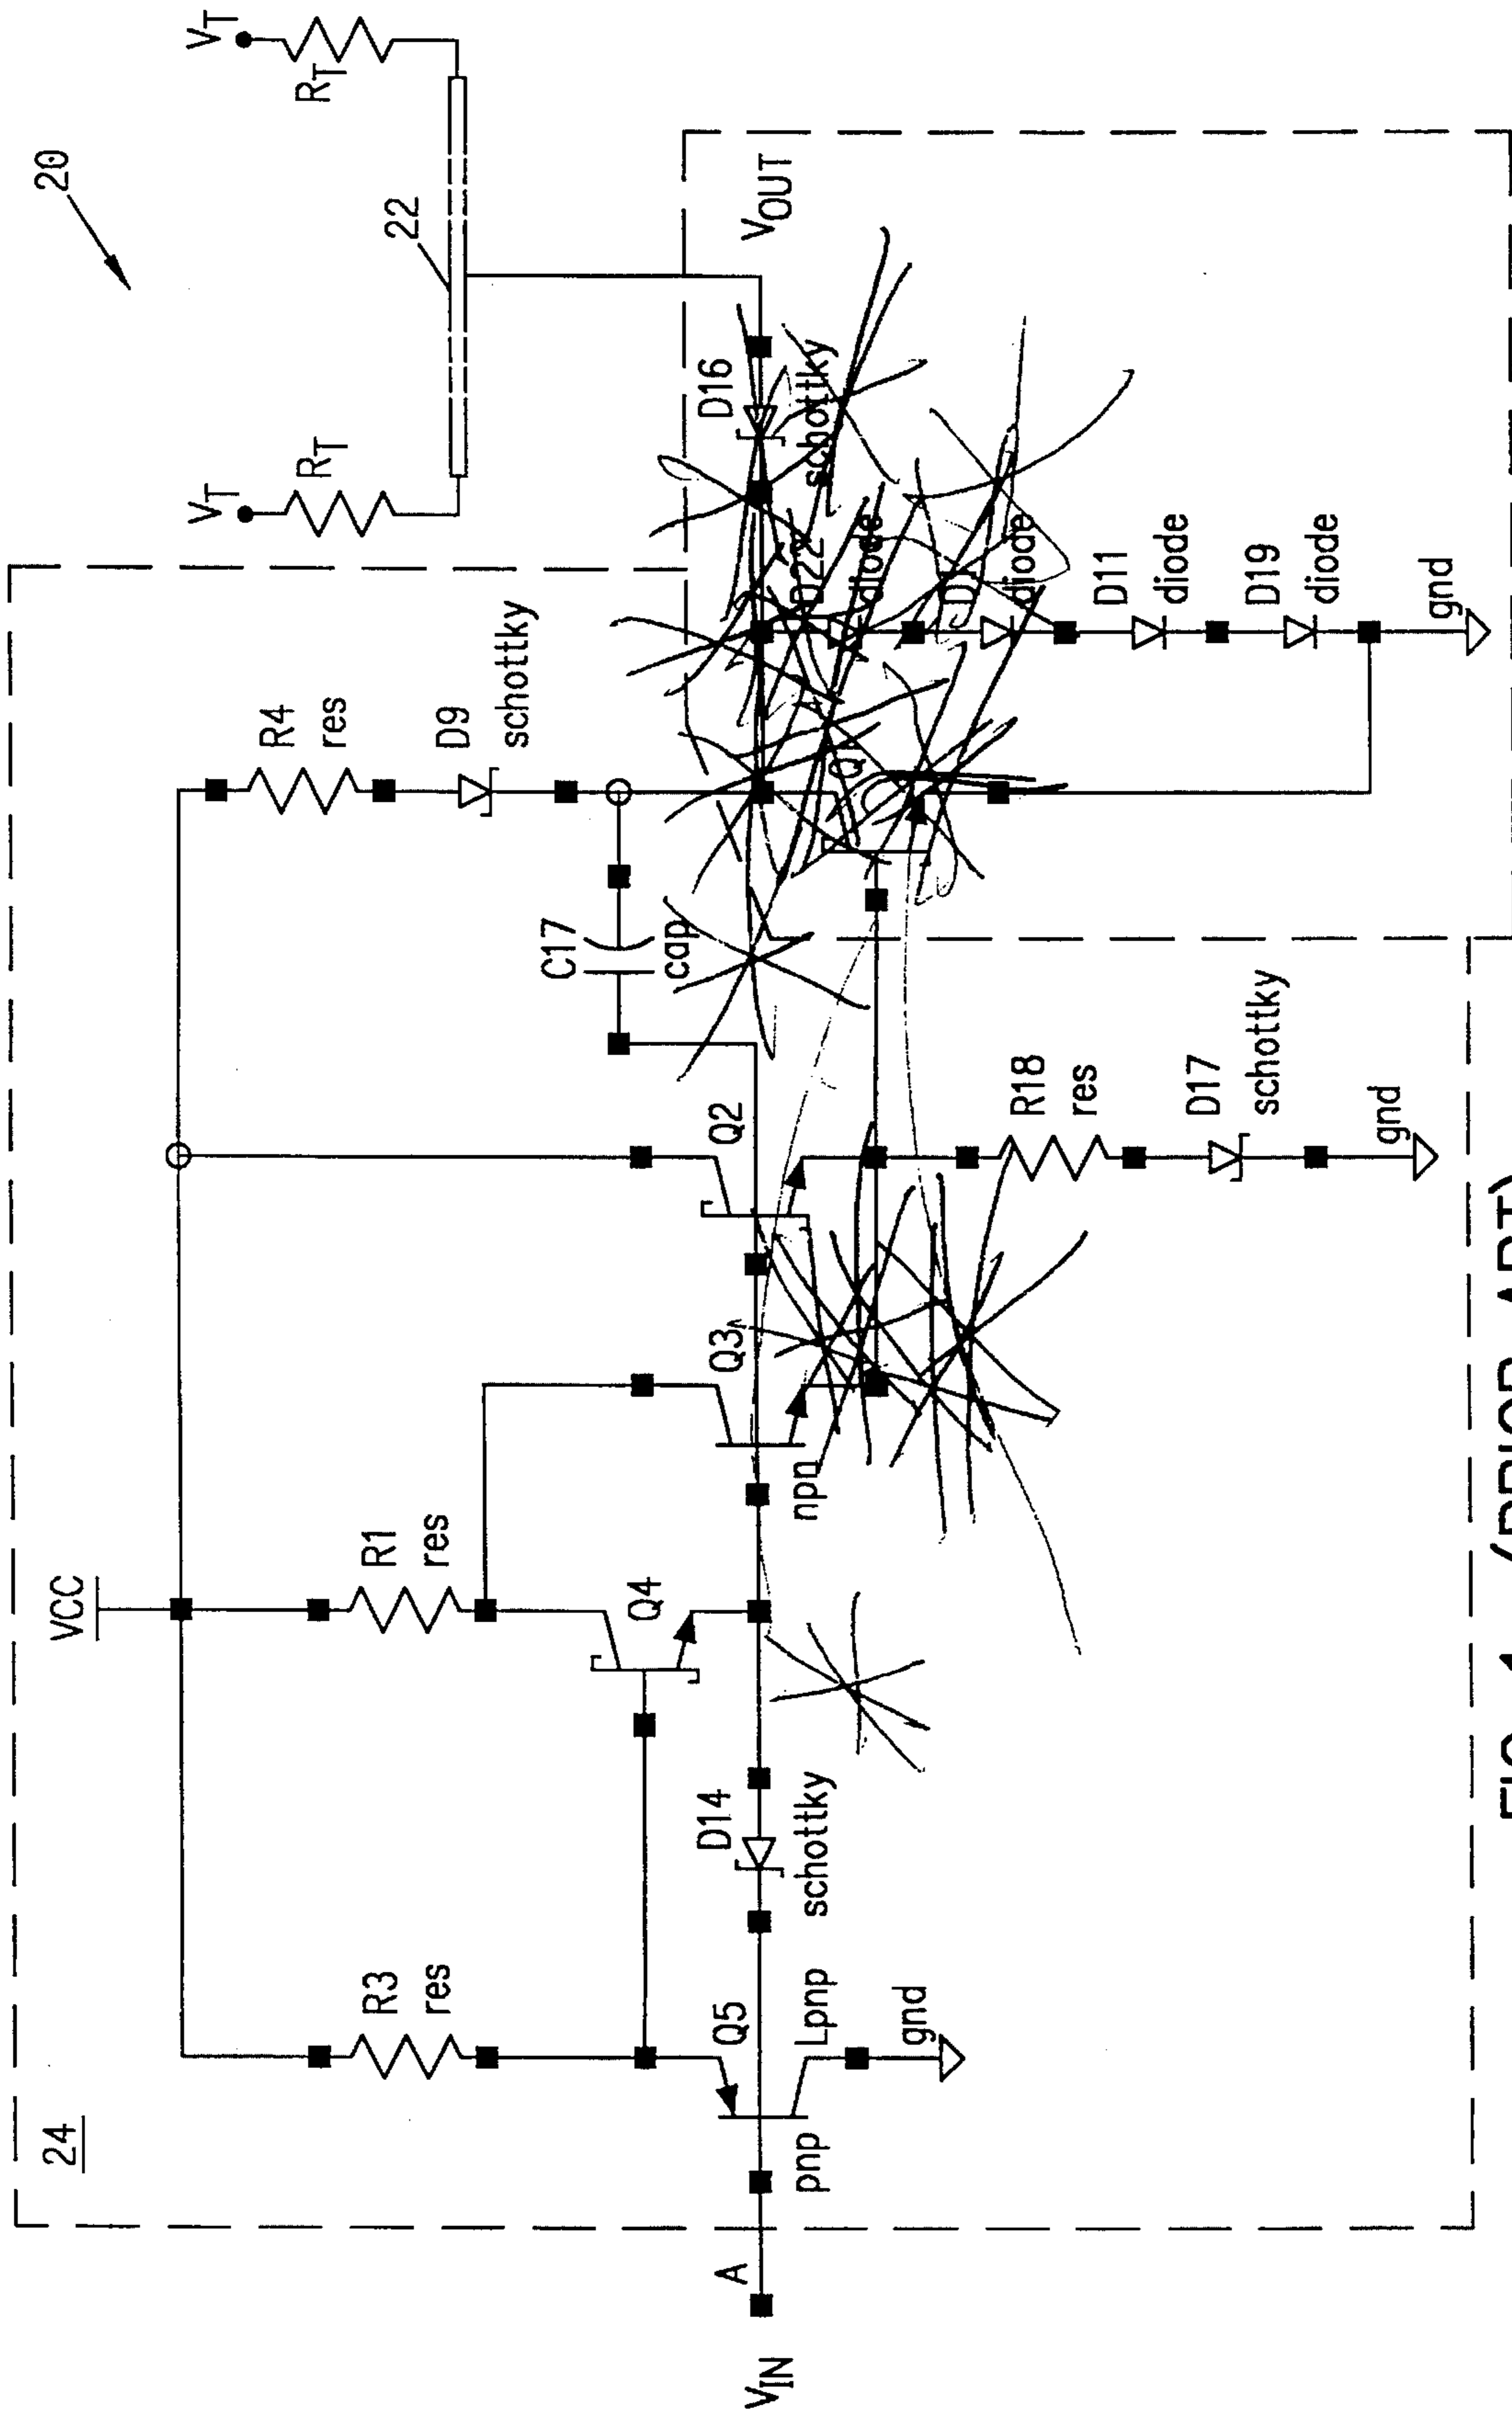 20
V_T
R_T
V_T
R_T
22
24
VCC
R4
res
D9
schottky
R1
res
R3
res
C17
cap
D16
schottky
V_OUT
Q5
Lpnp
pnp
gnd
D14
schottky
Q4
Q3
npn
Q2
D22
diode
diode
D11
diode
D19
diode
gnd
R18
res
D17
schottky
gnd
A
V_IN